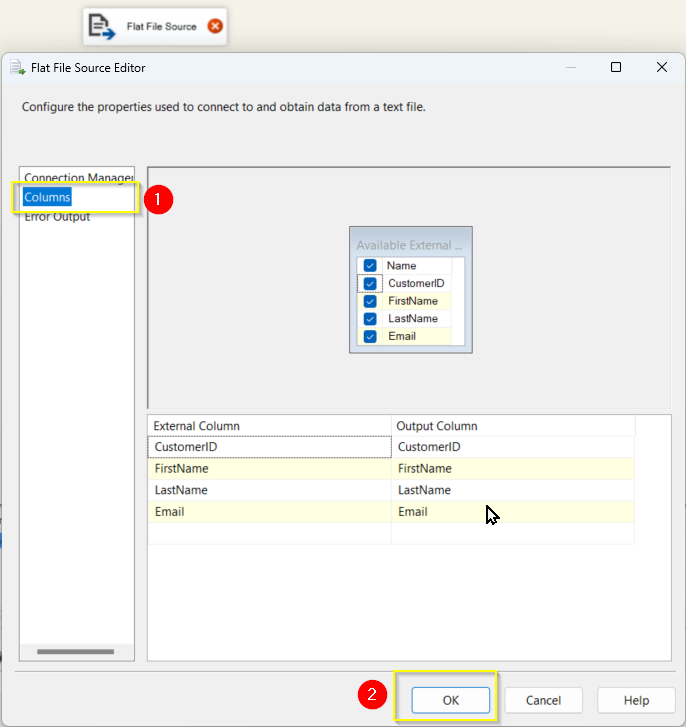 Flat File Source
Flat File Source Editor
Configure the properties used to connect to and obtain data from a text file.
Connection Manager
Columns
1
Error Output
Available External ...
Name
CustomerID
FirstName
LastName
Email
External Column Output Column
CustomerID CustomerID
FirstName FirstName
LastName LastName
Email Email
2
OK Cancel Help